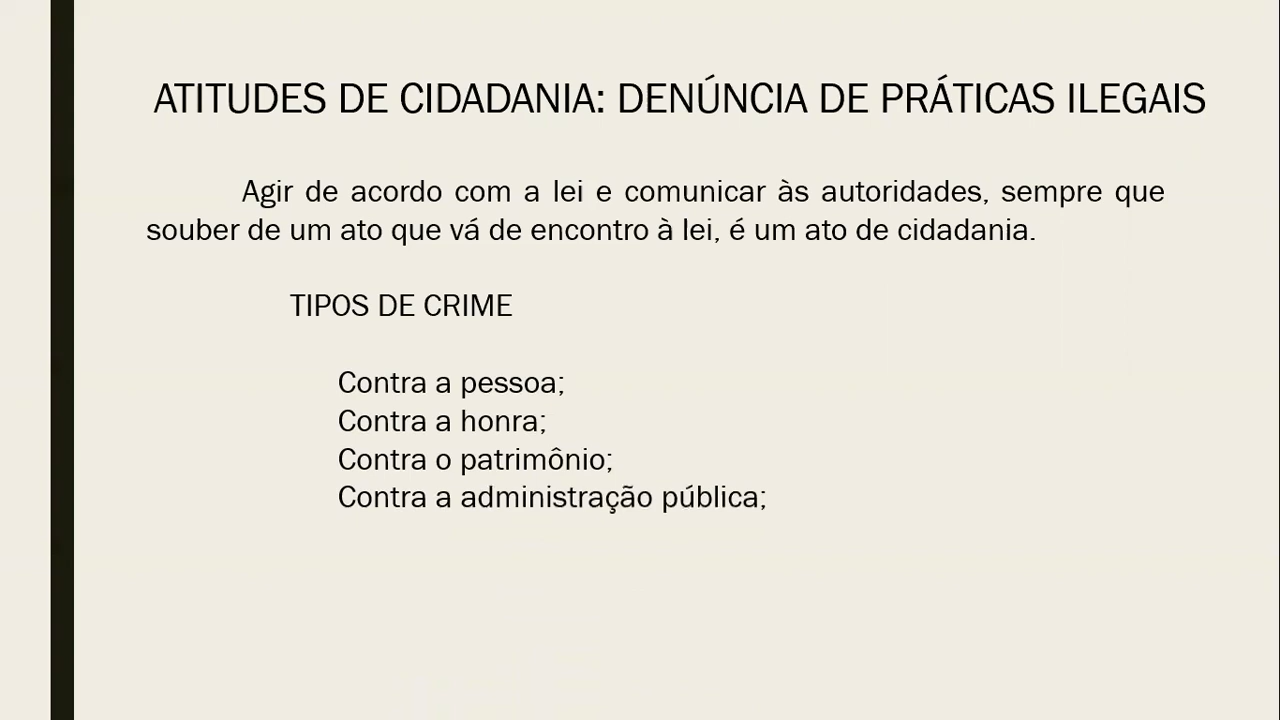 ATITUDES DE CIDADANIA: DENÚNCIA DE PRÁTICAS ILEGAIS
Agir de acordo com a lei e comunicar às autoridades, sempre que
souber de um ato que vá de encontro à lei, é um ato de cidadania.
TIPOS DE CRIME
Contra a pessoa;
Contra a honra;
Contra o patrimônio;
Contra a administração pública;